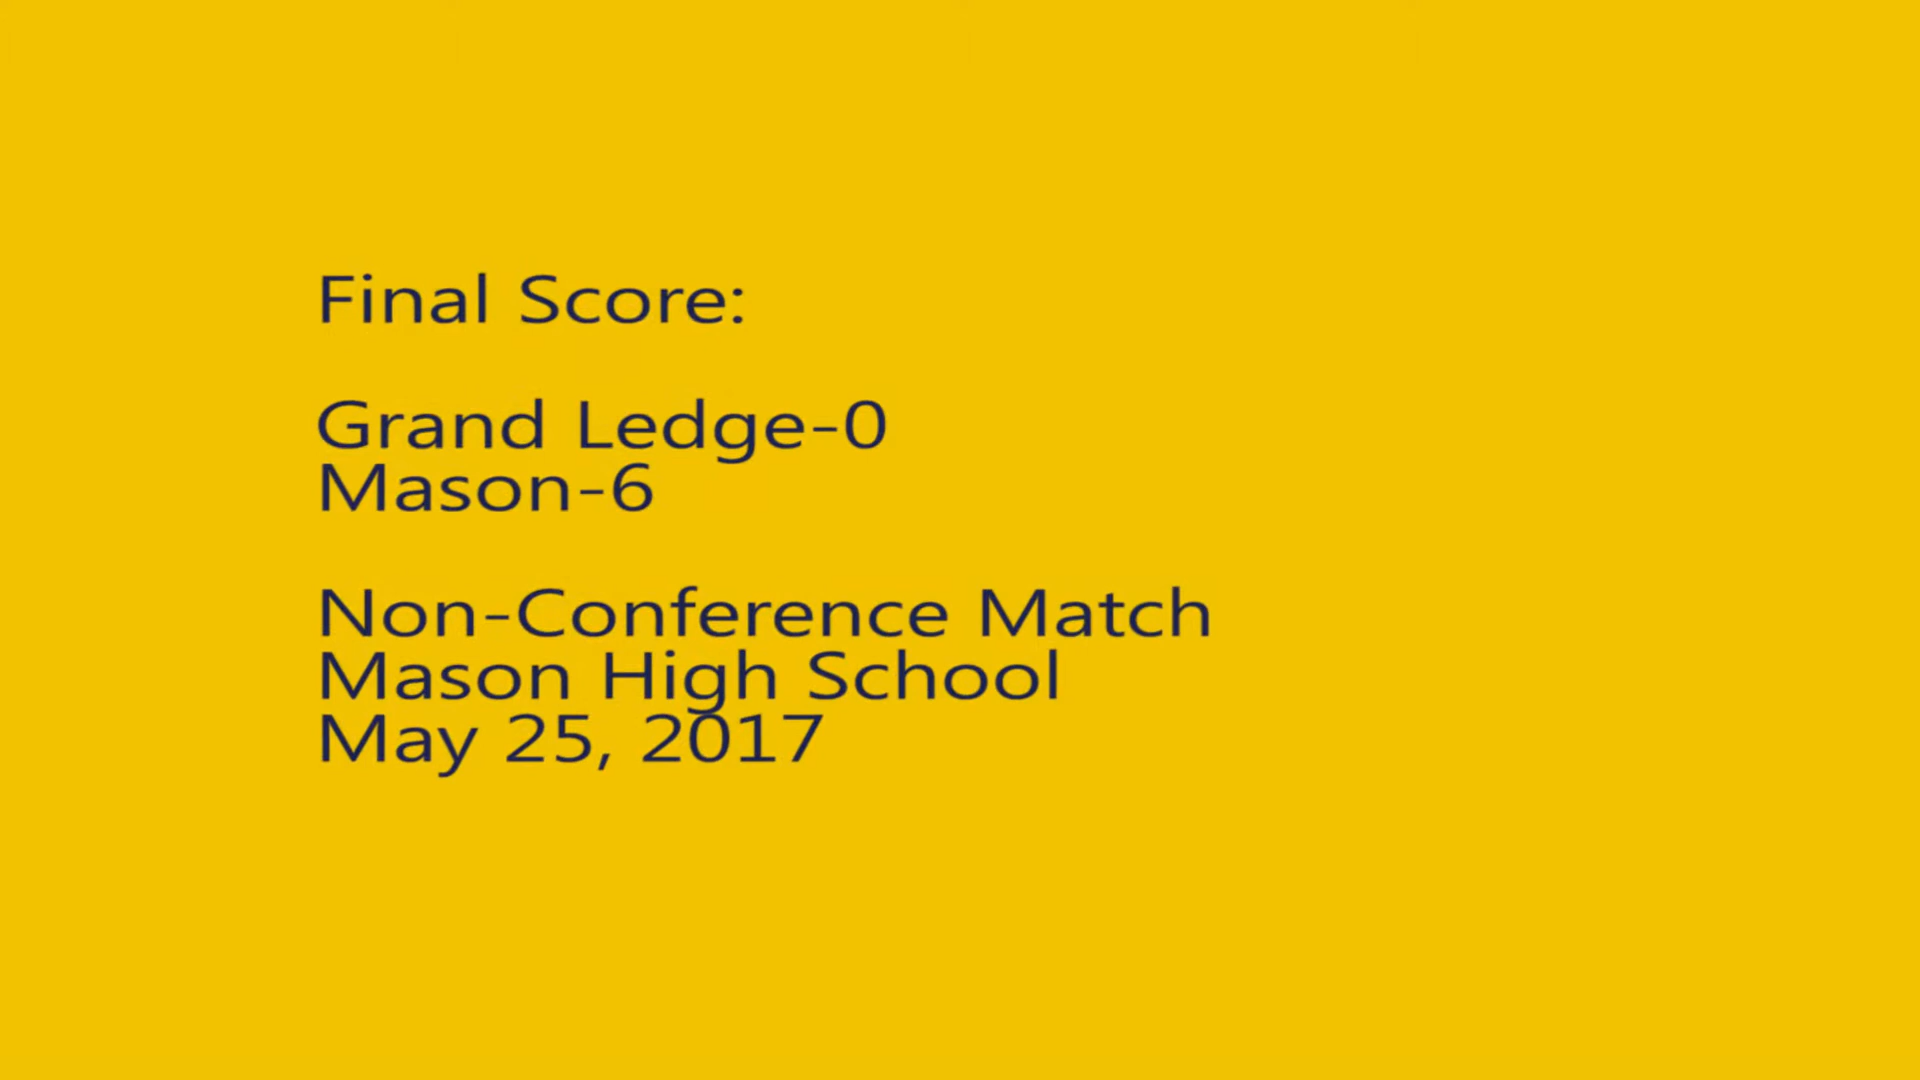 Final Score:
Grand Ledge-0
Mason-6
Non-Conference Match
Mason High School
May 25, 2017